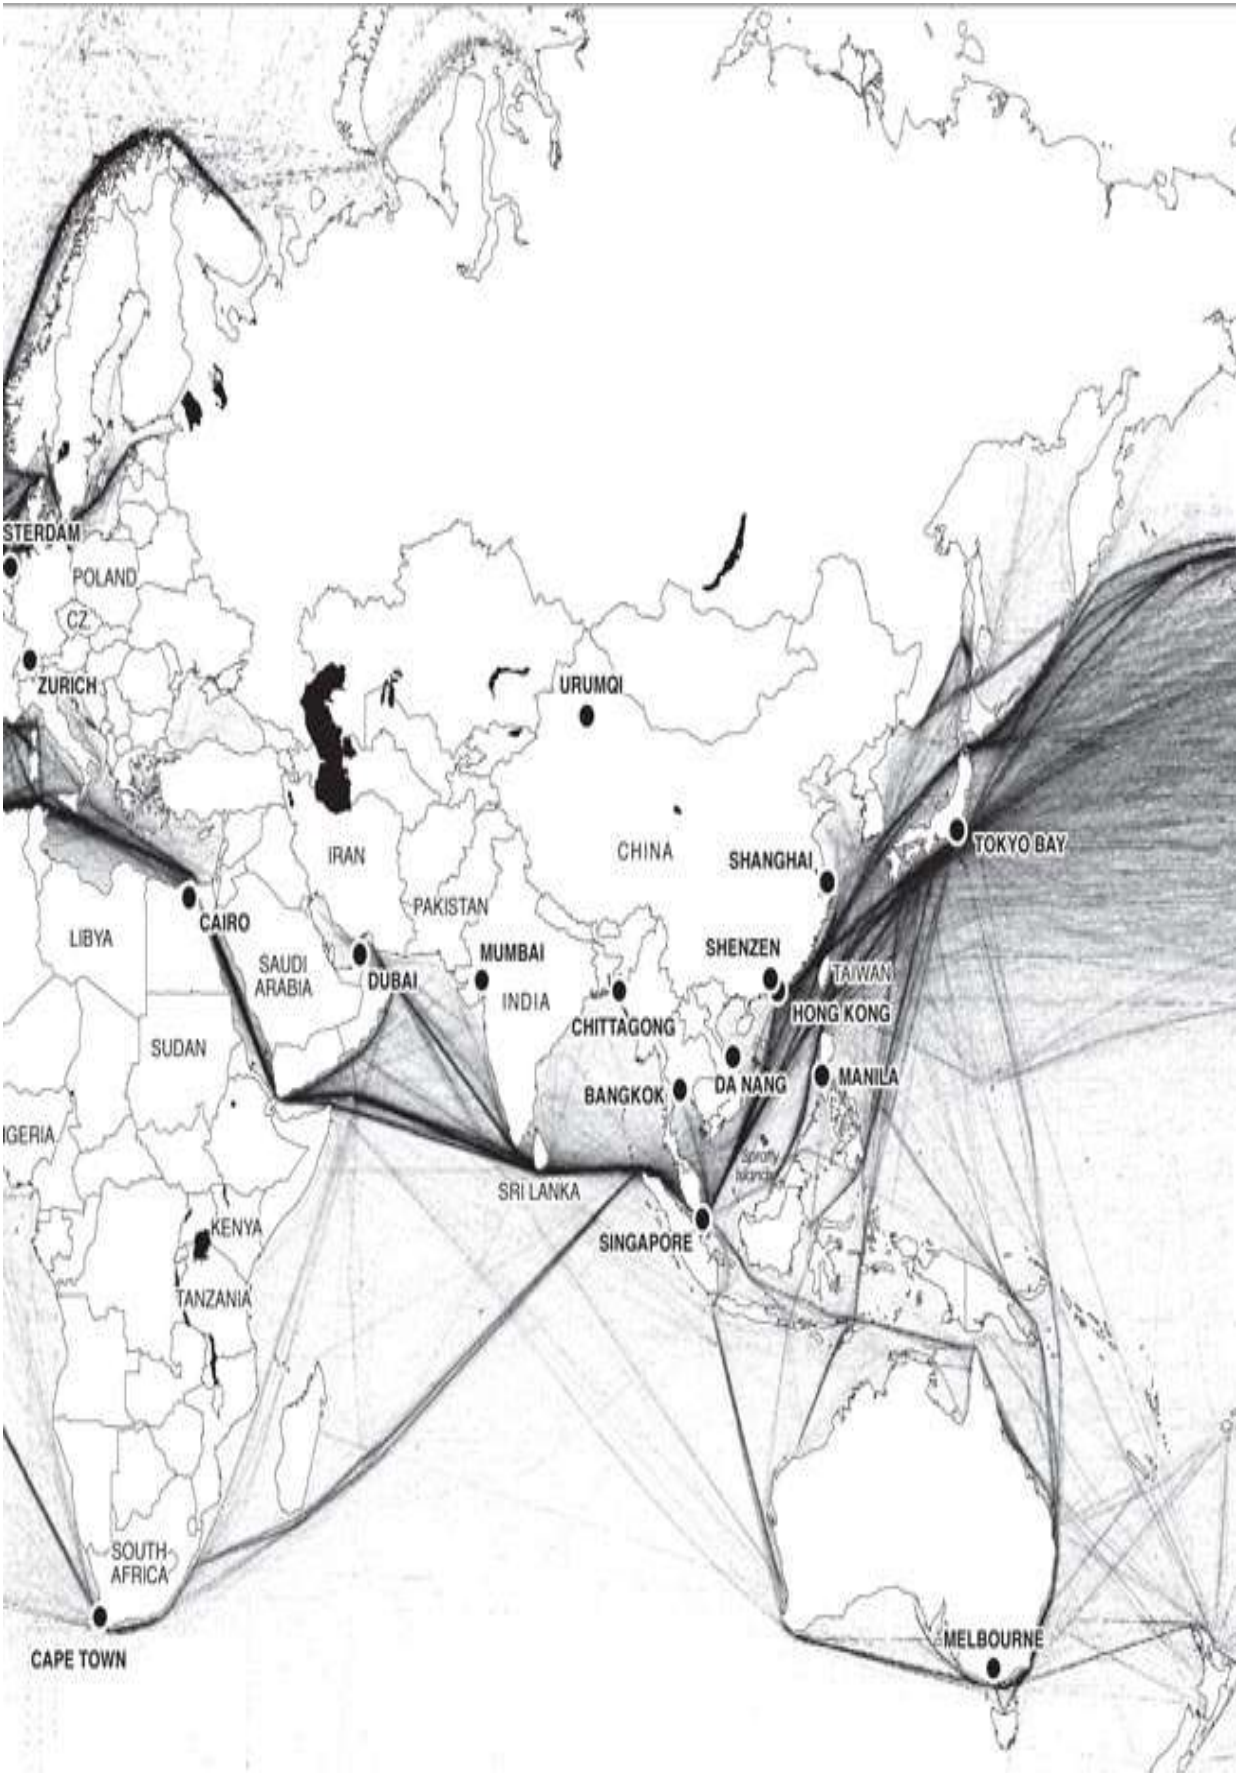 STERDAM
POLAND
CZ.
ZURICH
URUMQI
IRAN
CHINA
SHANGHAI
TOKYO BAY
PAKISTAN
CAIRO
LIBYA
SAUDI
ARABIA
DUBAI
MUMBAI
INDIA
SHENZEN
TAIWAN
HONG KONG
CHITTAGONG
SUDAN
BANGKOK
DA NANG
MANILA
IGERIA
Spratly
Islands
SRI LANKA
KENYA
SINGAPORE
TANZANIA
SOUTH
AFRICA
CAPE TOWN
MELBOURNE